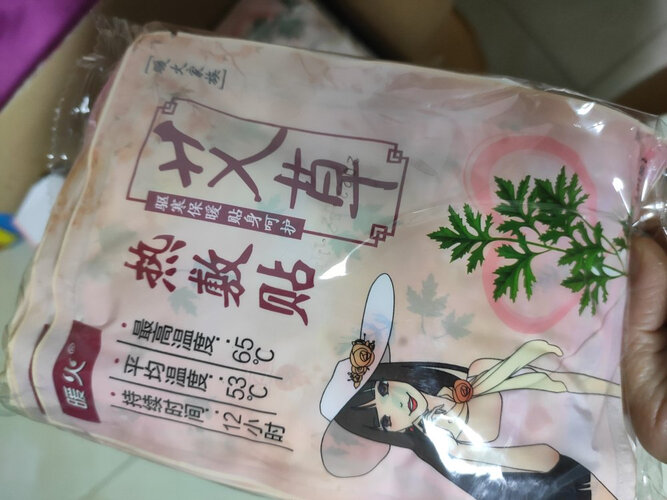 暖火家族
艾草
驱寒保暖 贴身呵护
热敷贴
暖火®
·最高温度:65℃
·平均温度:53℃
·持续时间:12小时